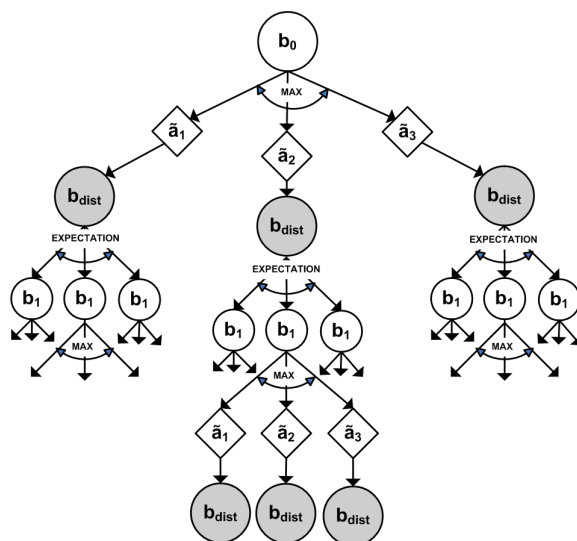 b0
MAX
ã1
ã2
ã3
bdist
bdist
bdist
EXPECTATION
EXPECTATION
EXPECTATION
b1 b1 b1
b1 b1 b1
b1 b1 b1
MAX
MAX
MAX
ã1 ã2 ã3
bdist bdist bdist